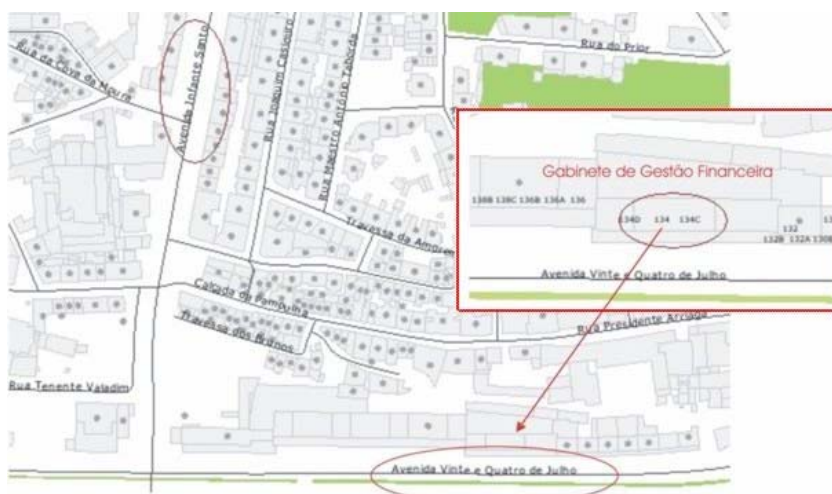 Rua do Prior
Rua da Cova da Moura
Avenida Infante Santo
Rua Joaquim Casimiro
Rua Maestro António Taborda
Gabinete de Gestão Financeira
138B 138C 136B 136A 136
134D 134 134C
132
132B 132A 130B
Avenida Vinte e Quatro de Julho
Travessa da
Calçada da Pampulha
Travessa dos Brunos
Rua Presidente Arriaga
Rua Tenente Valadim
Avenida Vinte e Quatro de Julho